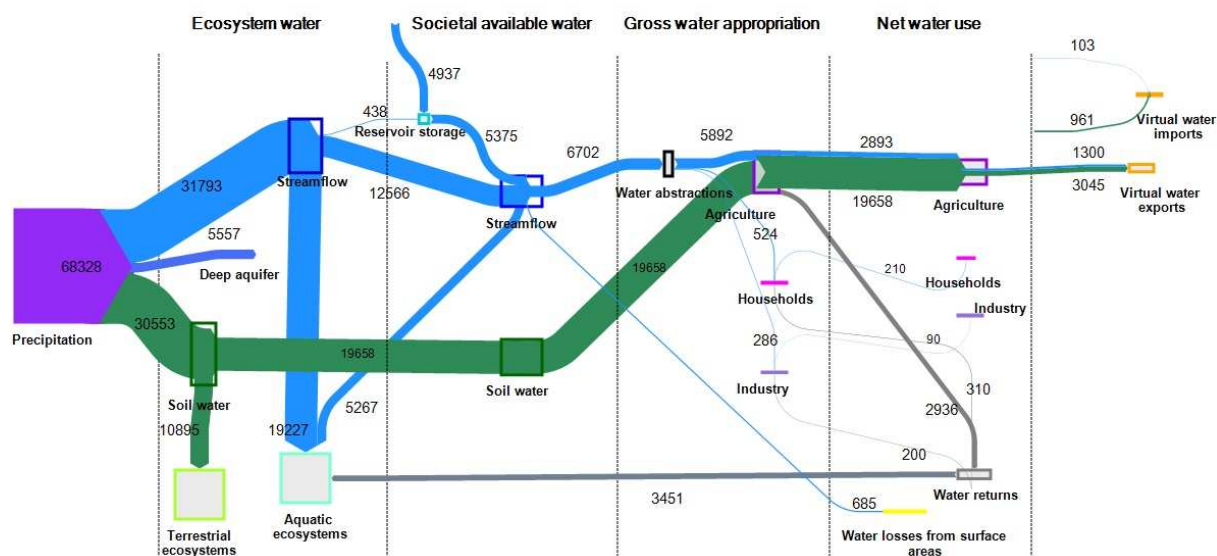 Ecosystem water
Societal available water
Gross water appropriation
Net water use
4937
438
Reservoir storage
5375
103
961
Virtual water
imports
6702
5892
2893
1300
3045
Virtual water
exports
31793
Streamflow
12566
Streamflow
Water abstractions
Agriculture
19658
Agriculture
5557
Deep aquifer
68328
Precipitation
30553
Soil water
19658
Soil water
19658
524
Households
210
Households
Industry
286
Industry
90
310
2936
10895
19227
5267
200
Terrestrial
ecosystems
Aquatic
ecosystems
3451
Water returns
685
Water losses from surface
areas